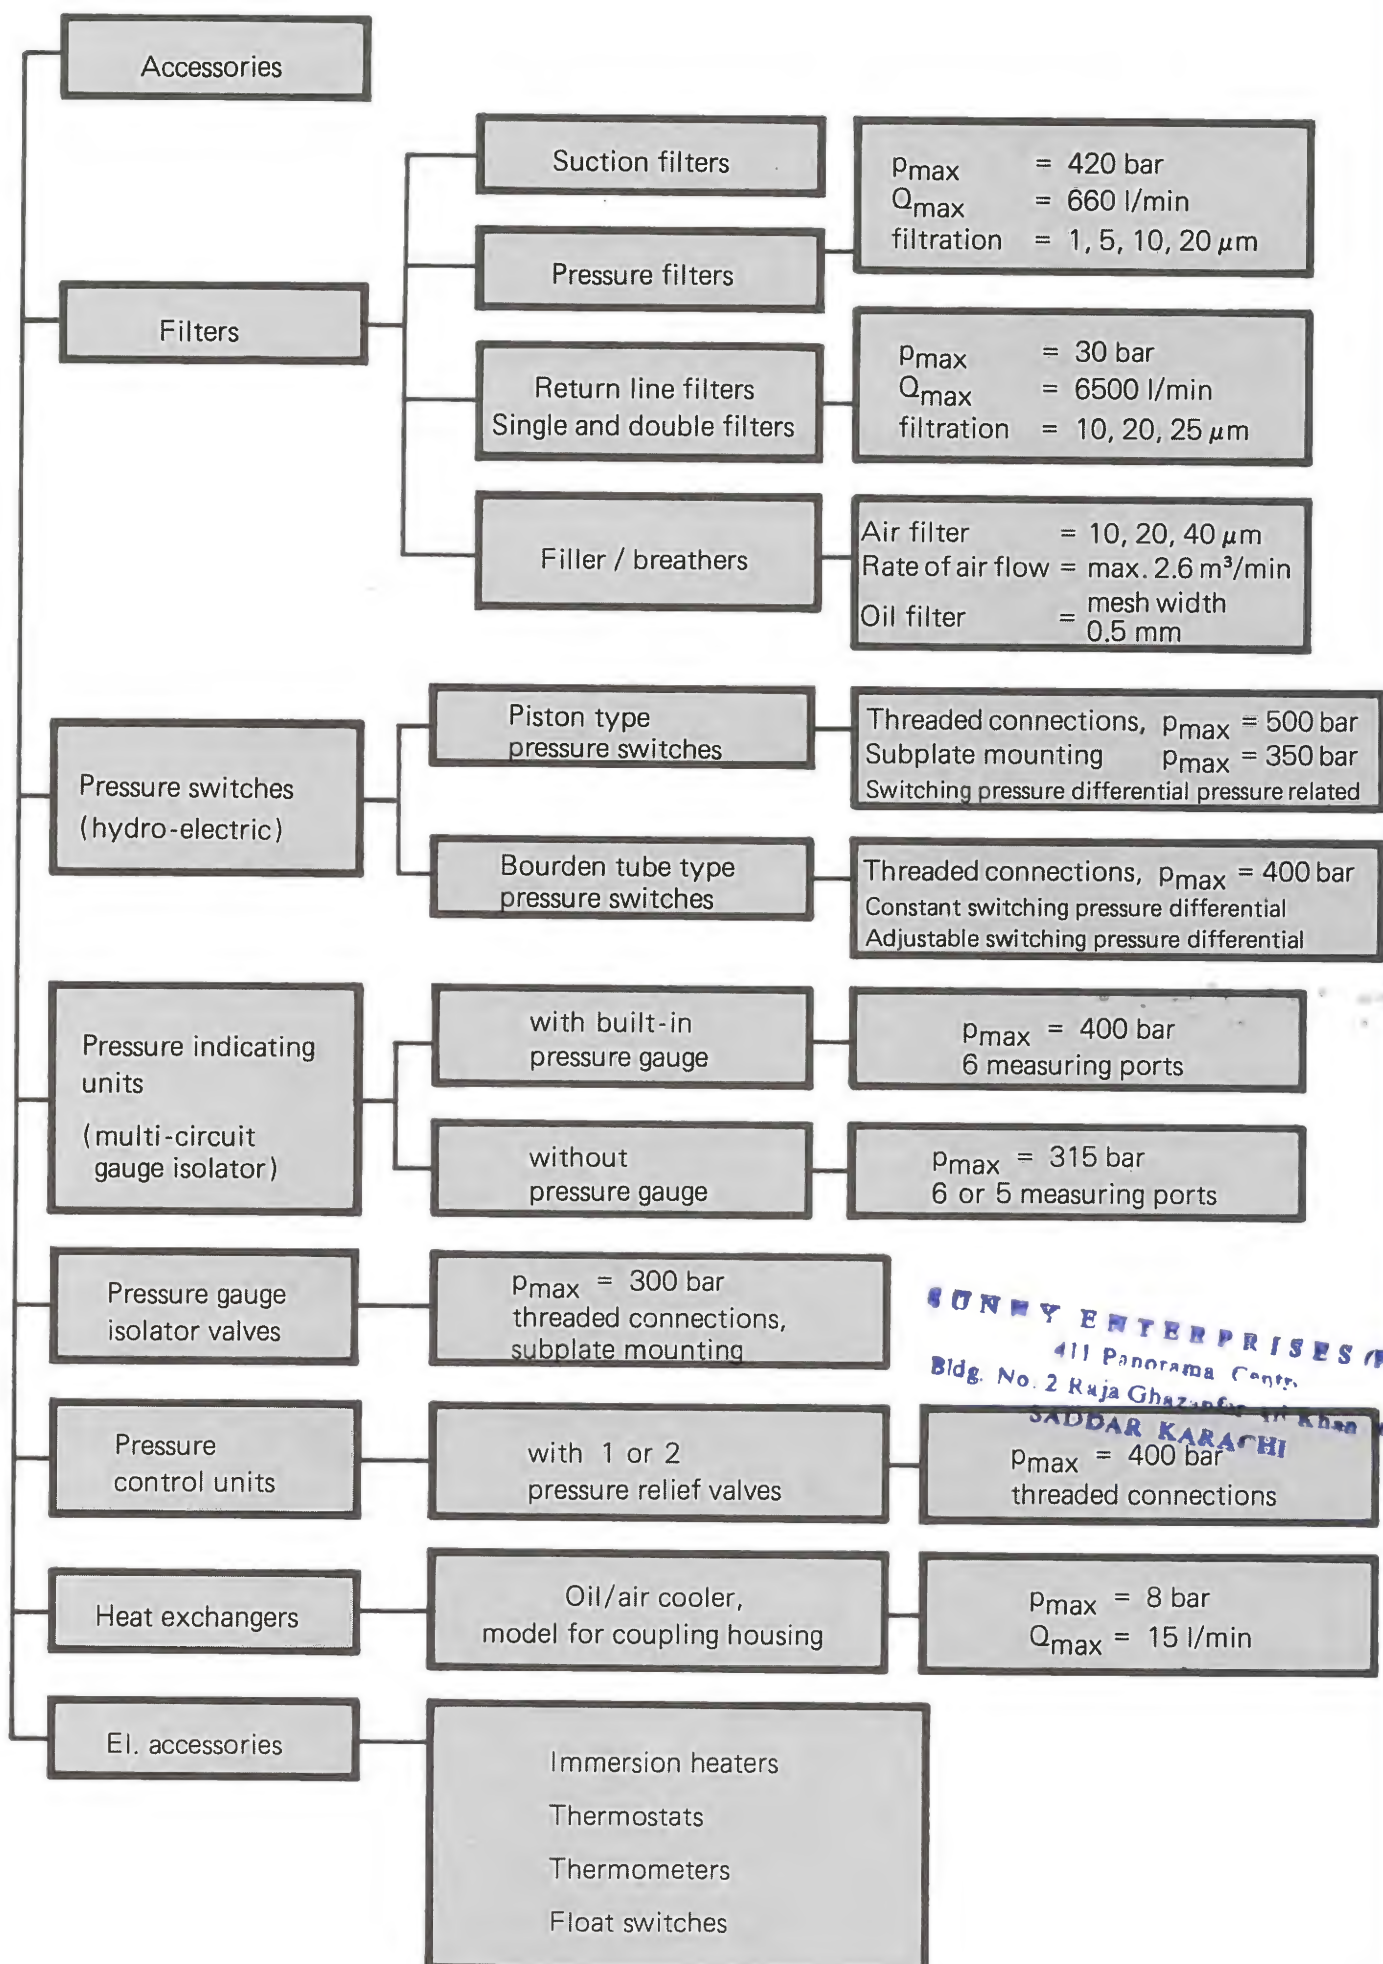 Accessories
Filters
Suction filters
Pressure filters
pmax = 420 bar
Qmax = 660 l/min
filtration = 1, 5, 10, 20 µm
Return line filters
Single and double filters
pmax = 30 bar
Qmax = 6500 l/min
filtration = 10, 20, 25 µm
Filler / breathers
Air filter = 10, 20, 40 µm
Rate of air flow = max. 2.6 m³/min
Oil filter = mesh width
0.5 mm
Pressure switches
(hydro-electric)
Piston type
pressure switches
Threaded connections, pmax = 500 bar
Subplate mounting pmax = 350 bar
Switching pressure differential pressure related
Bourden tube type
pressure switches
Threaded connections, pmax = 400 bar
Constant switching pressure differential
Adjustable switching pressure differential
Pressure indicating
units
(multi-circuit
gauge isolator)
with built-in
pressure gauge
pmax = 400 bar
6 measuring ports
without
pressure gauge
pmax = 315 bar
6 or 5 measuring ports
Pressure gauge
isolator valves
pmax = 300 bar
threaded connections,
subplate mounting
SUNNY ENTERPRISES
411 Panorama
Bldg. No. 2 Raja Khan
SADDAR KARACHI
Pressure
control units
with 1 or 2
pressure relief valves
pmax = 400 bar
threaded connections
Heat exchangers
Oil/air cooler,
model for coupling housing
pmax = 8 bar
Qmax = 15 l/min
El. accessories
Immersion heaters
Thermostats
Thermometers
Float switches